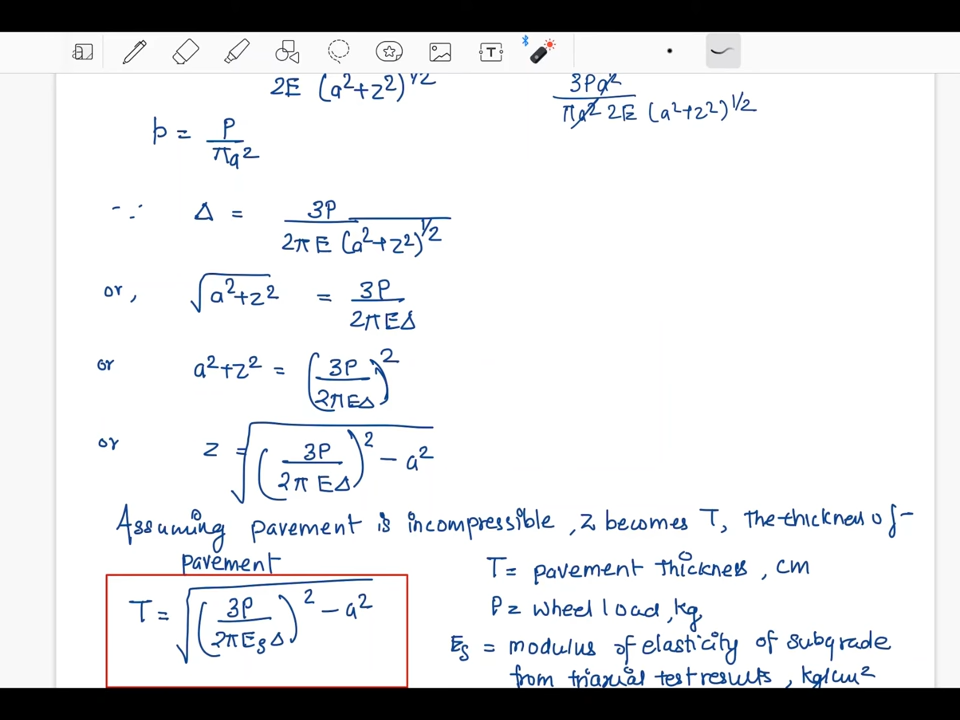 2E (a²+z²)^1/2
3Pa²
πa² 2E (a²+z²)^1/2
p = P/πa²
∵ Δ = 3P/2πE (a²+z²)^1/2
or, √a²+z² = 3P/2πEΔ
or a²+z² = (3P/2πEΔ)²
or z = √(3P/2πEΔ)² - a²
Assuming pavement is incompressible, z becomes T, the thickness of
pavement
T = √(3P/2πEsΔ)² - a²
T = pavement thickness, cm
P = wheel load, kg
Es = modulus of elasticity of subgrade
from triaxial test results, kg/cm²